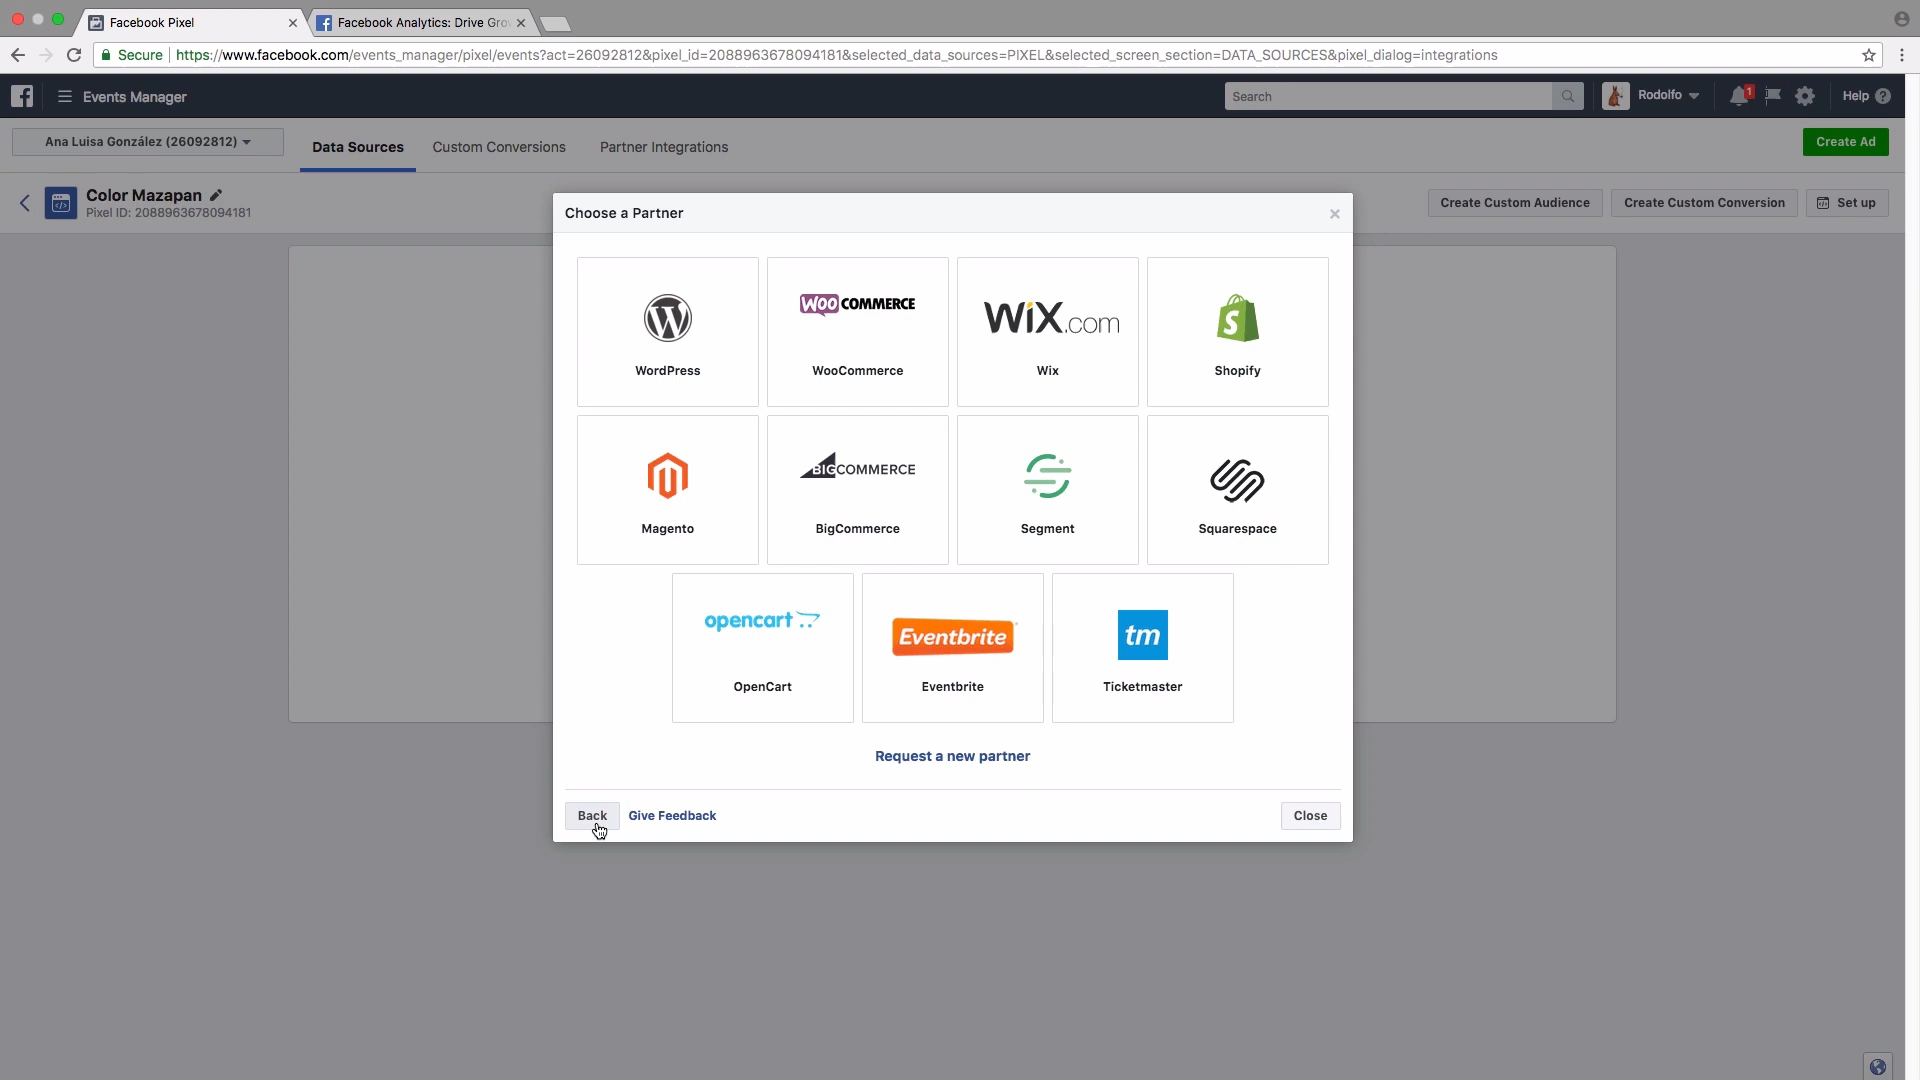 Facebook Pixel
Facebook Analytics: Drive Gro
Secure
https://www.facebook.com/events_manager/pixel/events?act=26092812&pixel_id=2088963678094181&selected_data_sources=PIXEL&selected_screen_section=DATA_SOURCES&pixel_dialog=integrations
Events Manager
Search
Rodolfo
1
Help
Ana Luisa González (26092812)
Data Sources
Custom Conversions
Partner Integrations
Create Ad
Color Mazapan
Pixel ID: 2088963678094181
Create Custom Audience
Create Custom Conversion
Set up
Choose a Partner
WordPress
WOO COMMERCE
WooCommerce
WiX.com
Wix
Shopify
Magento
BIGCOMMERCE
BigCommerce
Segment
Squarespace
opencart
OpenCart
Eventbrite
Eventbrite
tm
Ticketmaster
Request a new partner
Back
Give Feedback
Close